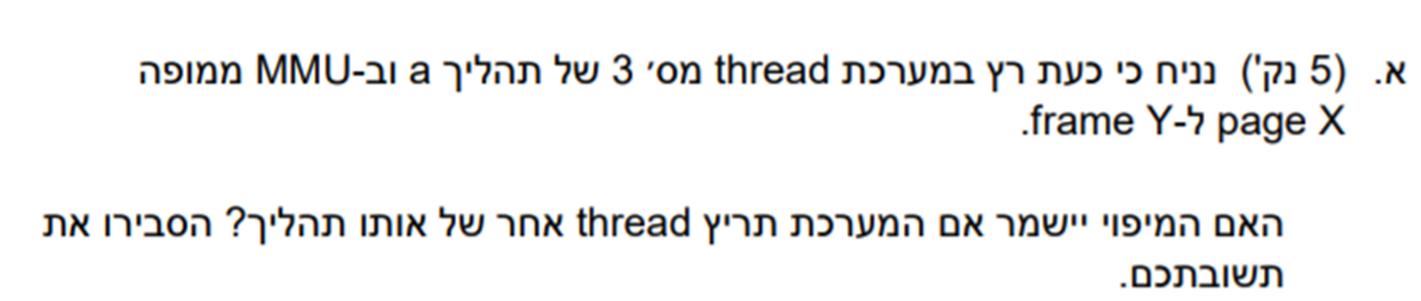 א. (5 נק') נניח כי כעת רץ במערכת thread מס׳ 3 של תהליך a וב-MMU ממופה
page X ל-frame Y.
האם המיפוי יישמר אם המערכת תריץ thread אחר של אותו תהליך? הסבירו את
תשובתכם.